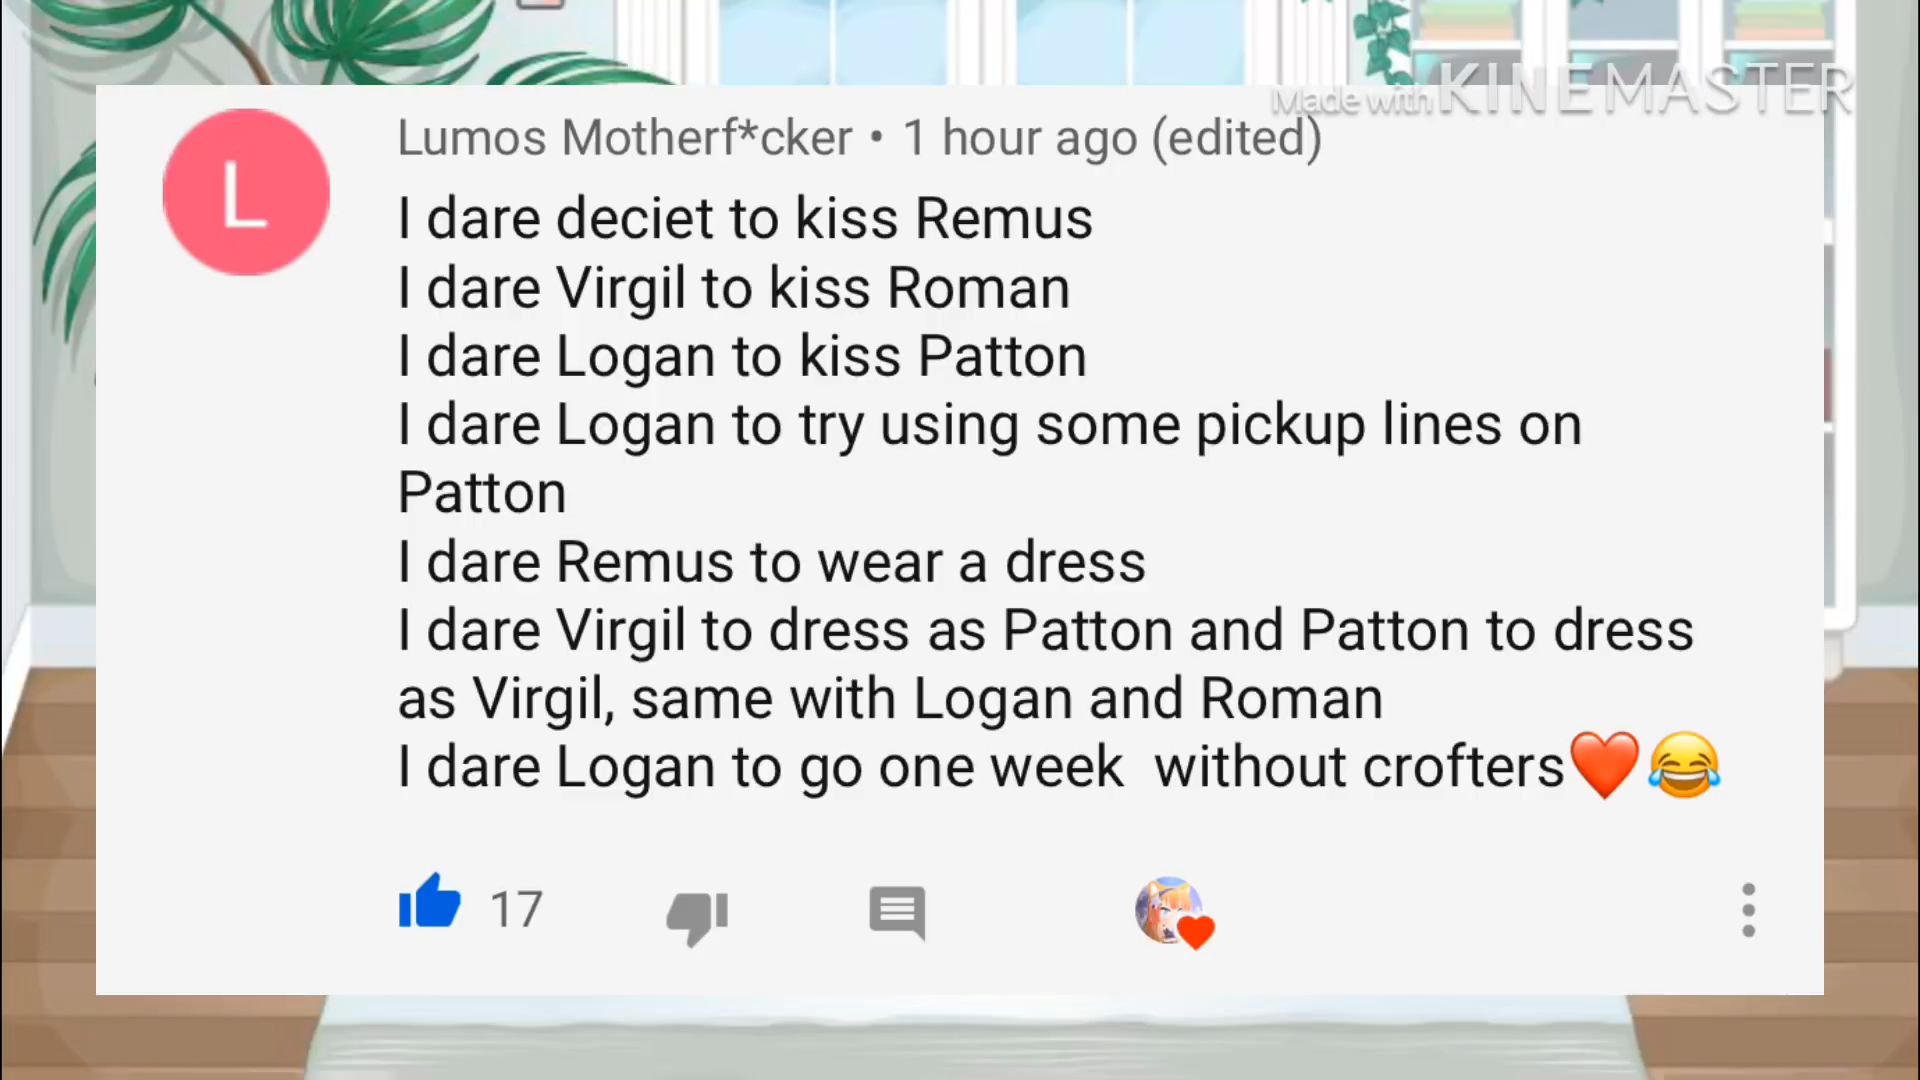 Made with KINEMASTER
L
Lumos Motherf*cker • 1 hour ago (edited)
I dare deciet to kiss Remus
I dare Virgil to kiss Roman
I dare Logan to kiss Patton
I dare Logan to try using some pickup lines on
Patton
I dare Remus to wear a dress
I dare Virgil to dress as Patton and Patton to dress
as Virgil, same with Logan and Roman
I dare Logan to go one week  without crofters❤️😂
17